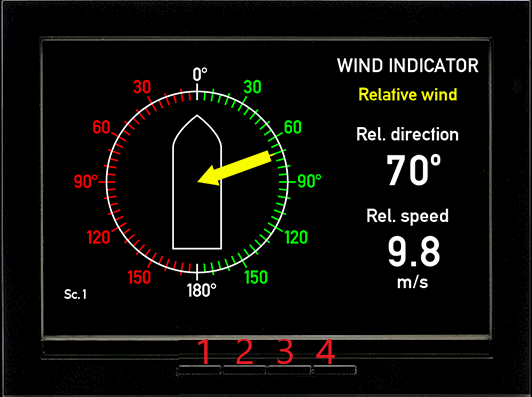 WIND INDICATOR
Relative wind
Rel. direction
70°
Rel. speed
9.8
m/s
0°
30
30
60
60
90°
90°
120
120
150
150
180°
Sc.1
1 2 3 4